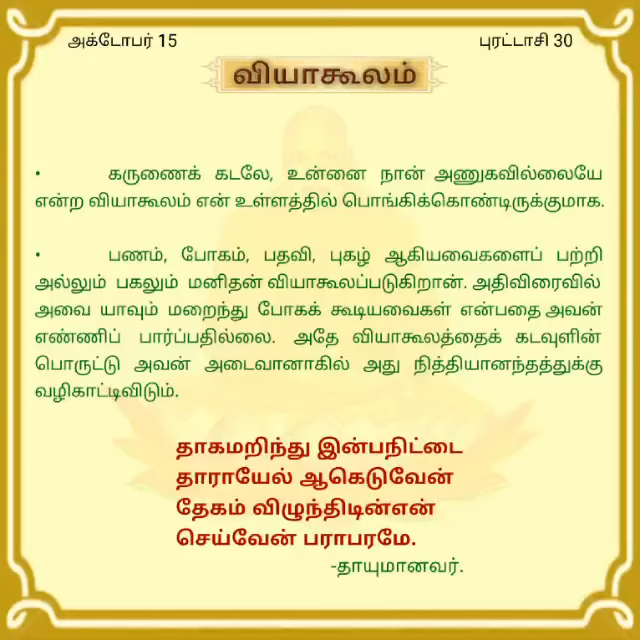 அக்டோபர் 15 புரட்டாசி 30
வியாகூலம்
• கருணைக் கடலே, உன்னை நான் அணுகவில்லையே
என்ற வியாகூலம் என் உள்ளத்தில் பொங்கிக்கொண்டிருக்குமாக.
• பணம், போகம், பதவி, புகழ் ஆகியவைகளைப் பற்றி
அல்லும் பகலும் மனிதன் வியாகூலப்படுகிறான். அதிவிரைவில்
அவை யாவும் மறைந்து போகக் கூடியவைகள் என்பதை அவன்
எண்ணிப் பார்ப்பதில்லை. அதே வியாகூலத்தைக் கடவுளின்
பொருட்டு அவன் அடைவானாகில் அது நித்தியானந்தத்துக்கு
வழிகாட்டிவிடும்.
தாகமறிந்து இன்பநிட்டை
தாராயேல் ஆகெடுவேன்
தேகம் விழுந்திடின்என்
செய்வேன் பராபரமே.
-தாயுமானவர்.